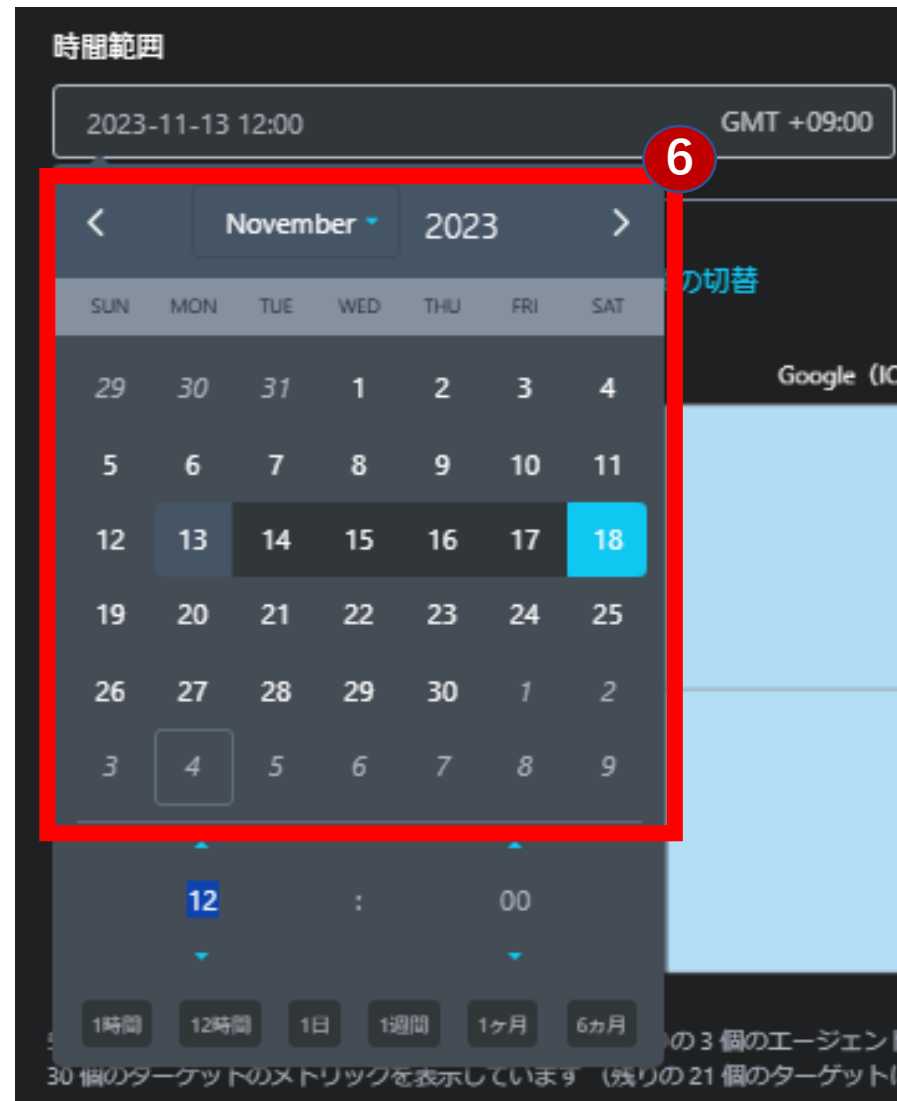 時間範囲
2023-11-13 12:00 GMT +09:00
6
November 2023
の切替
SUN MON TUE WED THU FRI SAT
Google（IC
29 30 31 1 2 3 4
5 6 7 8 9 10 11
12 13 14 15 16 17 18
19 20 21 22 23 24 25
26 27 28 29 30 1 2
3 4 5 6 7 8 9
12 : 00
1時間 12時間 1日 1週間 1ヶ月 6ヵ月
の 3 個のエージェント
30 個のターゲットのメトリックを表示しています （残りの 21 個のターゲット